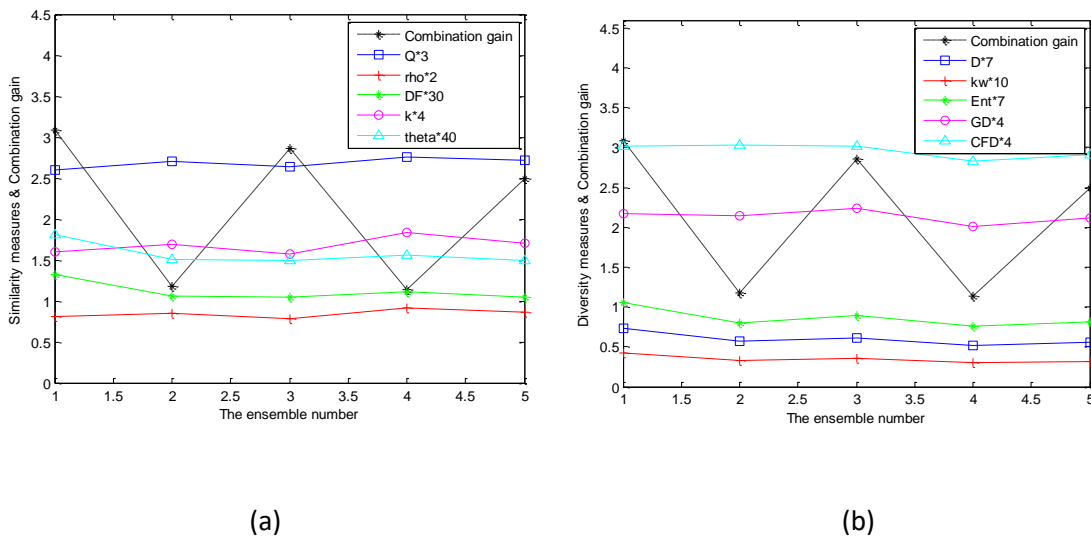 4.5
4
3.5
3
2.5
2
1.5
1
0.5
0
Similarity measures & Combination gain
Combination gain
Q*3
rho*2
DF*30
k*4
theta*40
1 1.5 2 2.5 3 3.5 4 4.5 5
The ensemble number
(a)
4.5
4
3.5
3
2.5
2
1.5
1
0.5
0
Diversity measures & Combination gain
Combination gain
D*7
kw*10
Ent*7
GD*4
CFD*4
1 1.5 2 2.5 3 3.5 4 4.5 5
The ensemble number
(b)